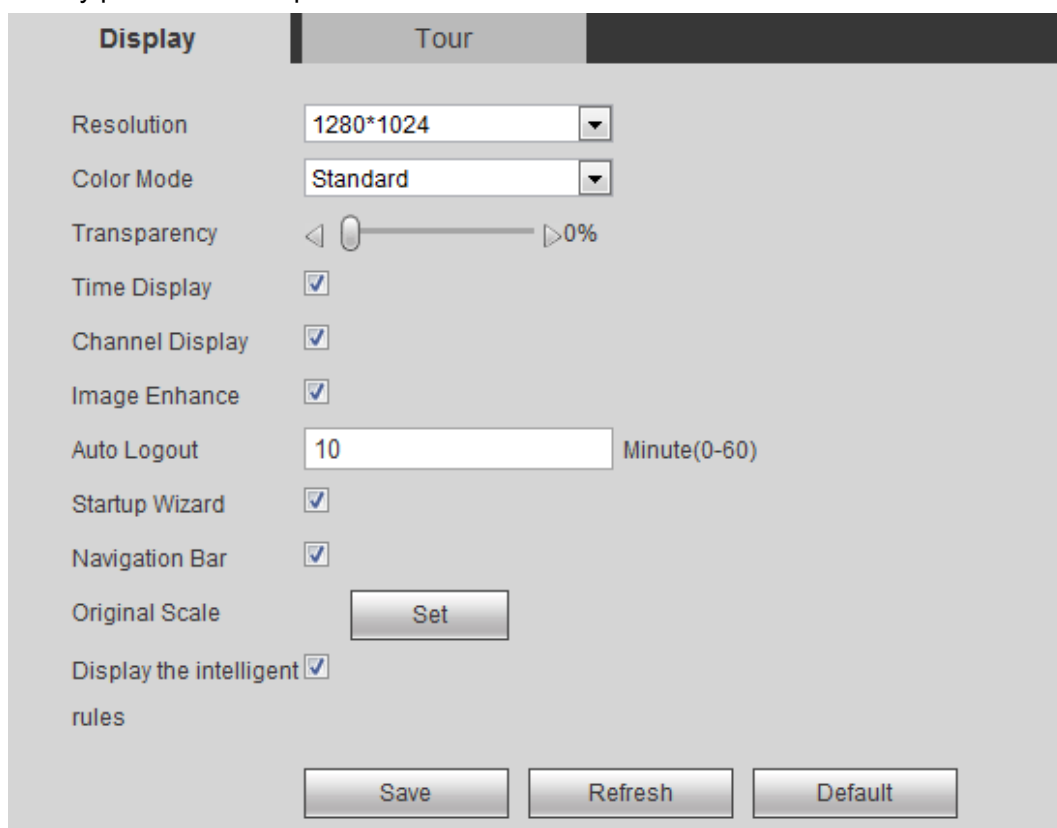 Display Tour
Resolution 1280*1024
Color Mode Standard
Transparency 0%
Time Display
Channel Display
Image Enhance
Auto Logout 10 Minute(0-60)
Startup Wizard
Navigation Bar
Original Scale Set
Display the intelligent
rules
Save Refresh Default